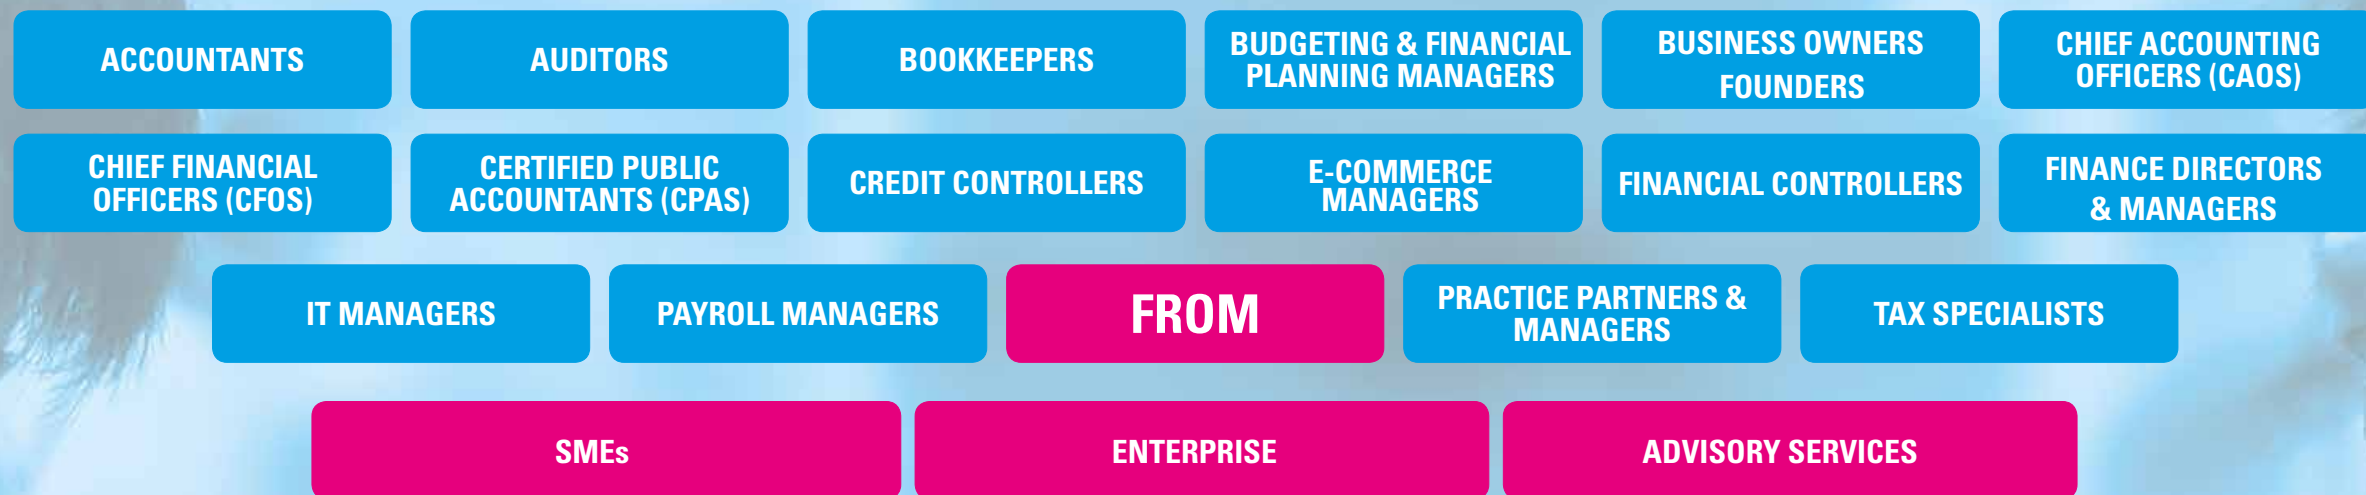 ACCOUNTANTS
AUDITORS
BOOKKEEPERS
BUDGETING & FINANCIAL
PLANNING MANAGERS
BUSINESS OWNERS
FOUNDERS
CHIEF ACCOUNTING
OFFICERS (CAOS)
CHIEF FINANCIAL
OFFICERS (CFOS)
CERTIFIED PUBLIC
ACCOUNTANTS (CPAS)
CREDIT CONTROLLERS
E-COMMERCE
MANAGERS
FINANCIAL CONTROLLERS
FINANCE DIRECTORS
& MANAGERS
IT MANAGERS
PAYROLL MANAGERS
FROM
PRACTICE PARTNERS &
MANAGERS
TAX SPECIALISTS
SMEs
ENTERPRISE
ADVISORY SERVICES